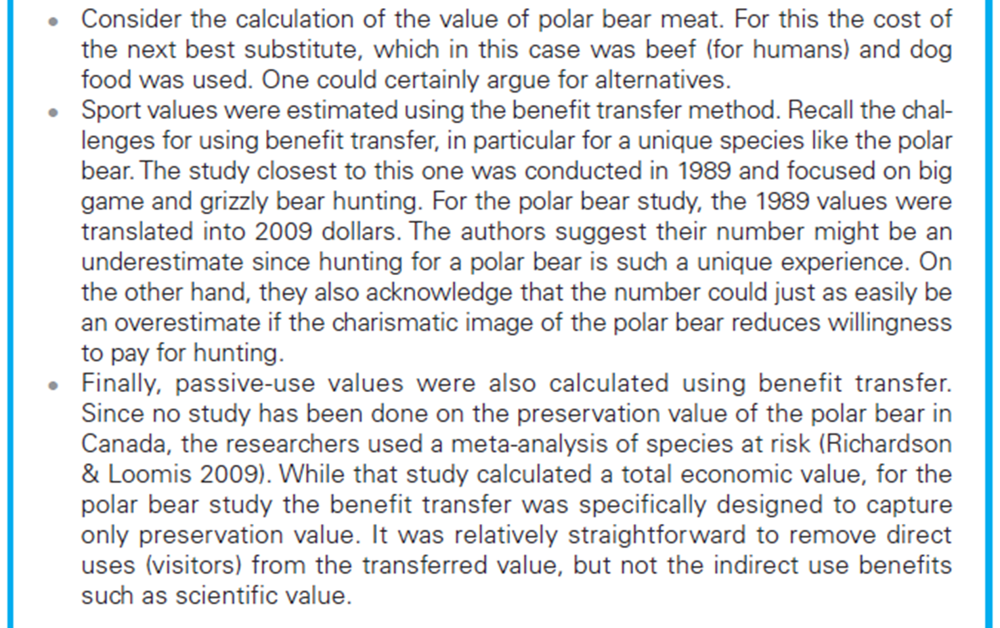 • Consider the calculation of the value of polar bear meat. For this the cost of
the next best substitute, which in this case was beef (for humans) and dog
food was used. One could certainly argue for alternatives.
• Sport values were estimated using the benefit transfer method. Recall the chal-
lenges for using benefit transfer, in particular for a unique species like the polar
bear. The study closest to this one was conducted in 1989 and focused on big
game and grizzly bear hunting. For the polar bear study, the 1989 values were
translated into 2009 dollars. The authors suggest their number might be an
underestimate since hunting for a polar bear is such a unique experience. On
the other hand, they also acknowledge that the number could just as easily be
an overestimate if the charismatic image of the polar bear reduces willingness
to pay for hunting.
• Finally, passive-use values were also calculated using benefit transfer.
Since no study has been done on the preservation value of the polar bear in
Canada, the researchers used a meta-analysis of species at risk (Richardson
& Loomis 2009). While that study calculated a total economic value, for the
polar bear study the benefit transfer was specifically designed to capture
only preservation value. It was relatively straightforward to remove direct
uses (visitors) from the transferred value, but not the indirect use benefits
such as scientific value.